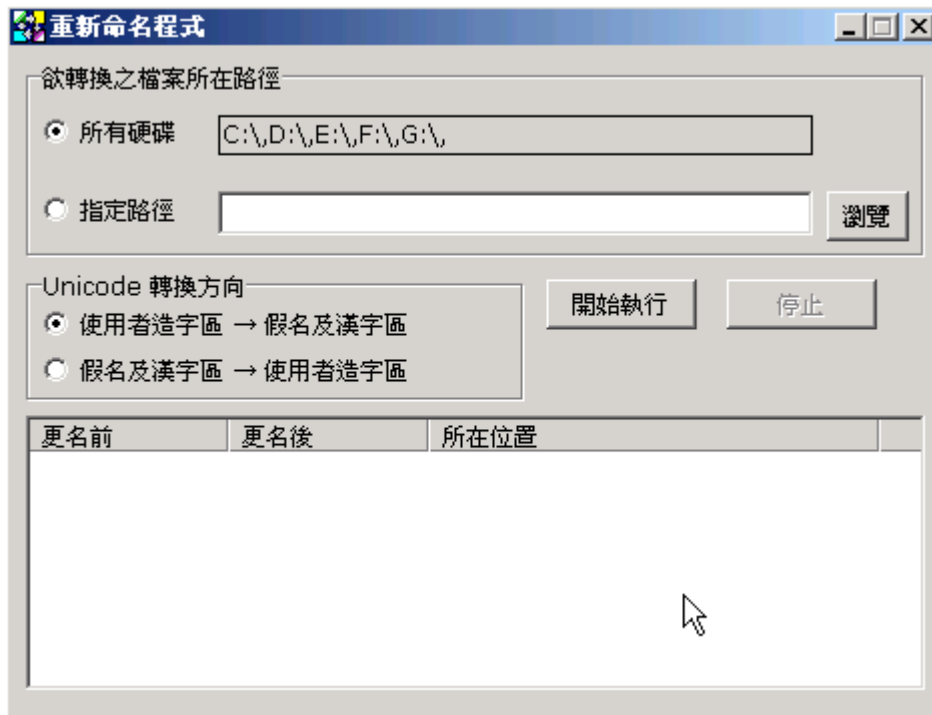 重新命名程式
欲轉換之檔案所在路徑
所有硬碟 C:\,D:\,E:\,F:\,G:\,
指定路徑 瀏覽
Unicode 轉換方向
使用者造字區 → 假名及漢字區
開始執行 停止
假名及漢字區 → 使用者造字區
更名前 更名後 所在位置